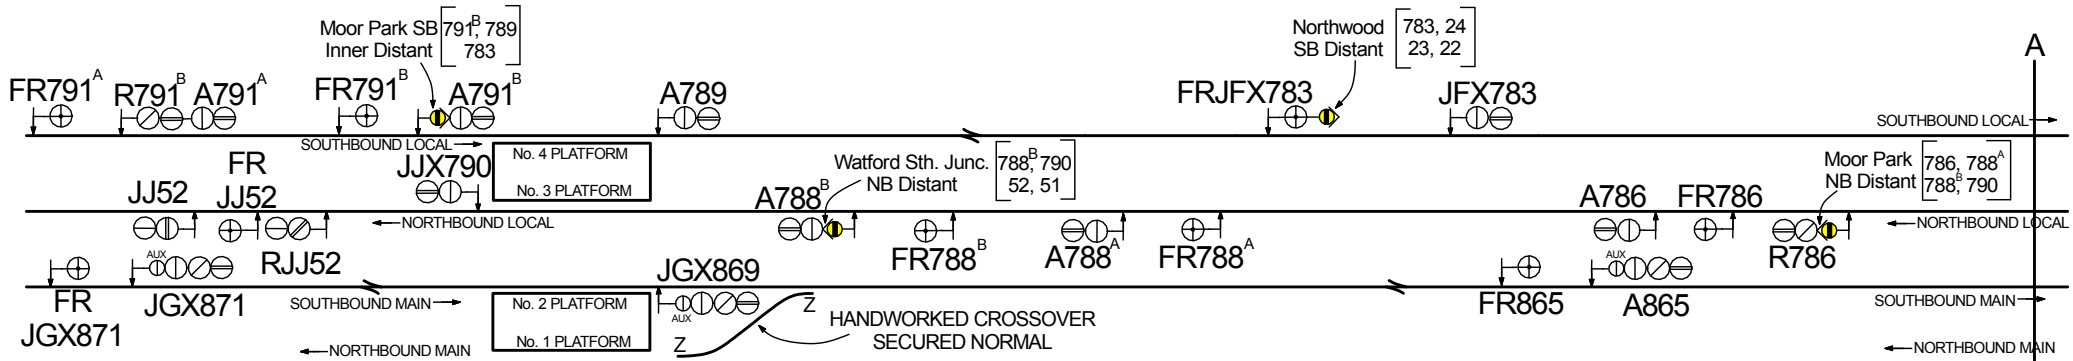 Moor Park SB
Inner Distant
791B, 789
783
Northwood
SB Distant
783, 24
23, 22
A
FR791A
R791B
A791A
FR791B
A791B
A789
FRJFX783
JFX783
SOUTHBOUND LOCAL
SOUTHBOUND LOCAL
FR
JJ52
JJ52
JJX790
No. 4 PLATFORM
No. 3 PLATFORM
Watford Sth. Junc.
NB Distant
788B, 790
52, 51
A788B
Moor Park
NB Distant
786, 788A
788B, 790
A786
FR786
NORTHBOUND LOCAL
NORTHBOUND LOCAL
RJJ52
FR788B
A788A
FR788A
R786
AUX
JGX869
AUX
FR
JGX871
JGX871
SOUTHBOUND MAIN
No. 2 PLATFORM
No. 1 PLATFORM
AUX
Z
Z
HANDWORKED CROSSOVER
SECURED NORMAL
FR865
A865
SOUTHBOUND MAIN
NORTHBOUND MAIN
NORTHBOUND MAIN